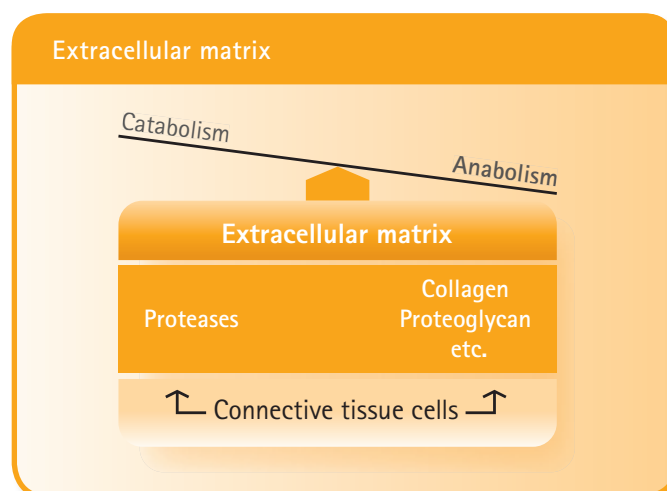 Extracellular matrix
Catabolism
Anabolism
Extracellular matrix
Proteases
Collagen
Proteoglycan
etc.
Connective tissue cells